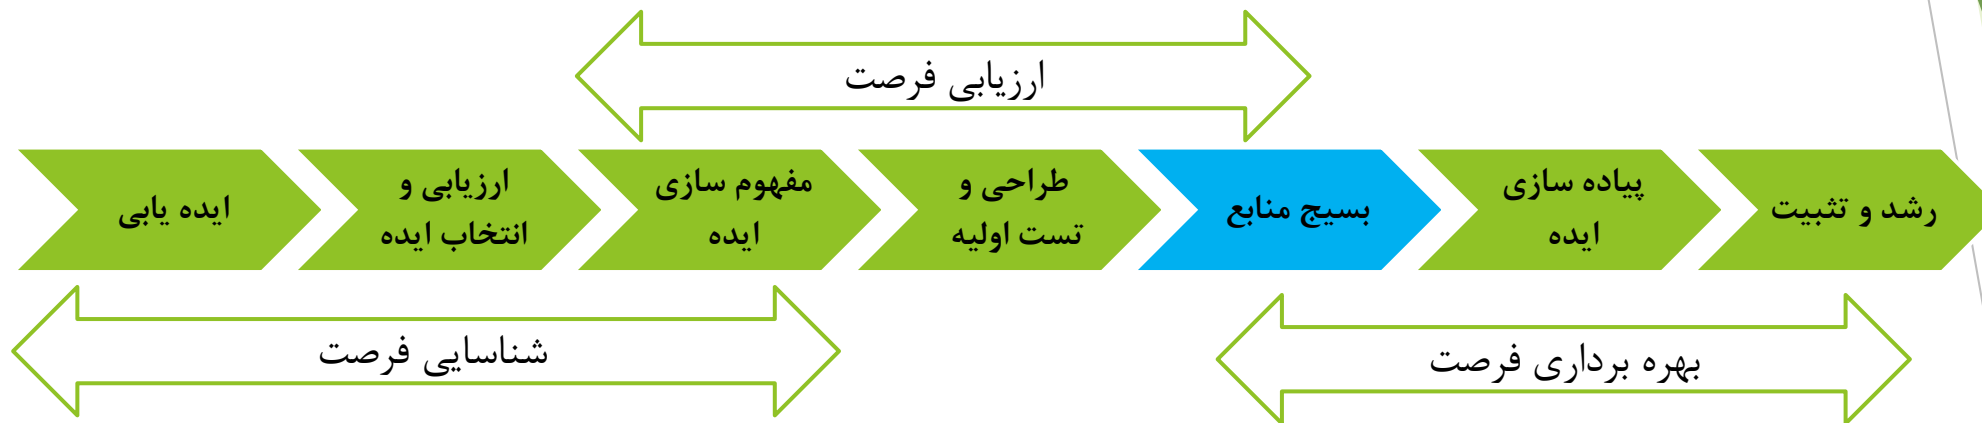 ارزیابی فرصت
ایده یابی
ارزیابی و
انتخاب ایده
مفهوم سازی
ایده
طراحی و
تست اولیه
بسیج منابع
پیاده سازی
ایده
رشد و تثبیت
شناسایی فرصت
بهره برداری فرصت